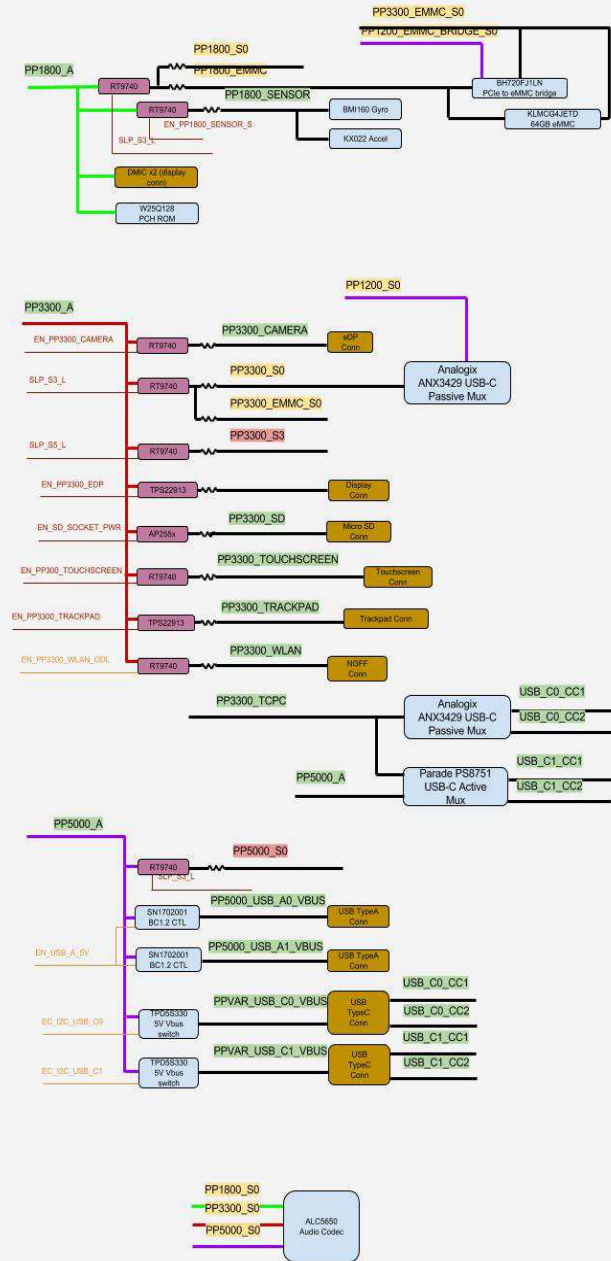 PP3300_EMMC_S0
PP1200_EMMC_BRIDGE_S0
PP1800_S0
PP1800_EMMC
PP1800_A
RT9740
BH720FJ1LN
PCIe to eMMC bridge
PP1800_SENSOR
RT9740
BMI160 Gyro
KLMCG4JETD
64GB eMMC
EN_PP1800_SENSOR_S
SLP_S3_L
KX022 Accel
DMIC x2 (display
conn)
W25Q128
PCH ROM
PP1200_S0
PP3300_A
EN_PP3300_CAMERA
RT9740
PP3300_CAMERA
eDP
Conn
SLP_S3_L
RT9740
PP3300_S0
Analogix
ANX3429 USB-C
Passive Mux
PP3300_EMMC_S0
SLP_S5_L
RT9740
PP3300_S3
EN_PP3300_EDP
TPS22913
Display
Conn
EN_SD_SOCKET_PWR
AP255x
PP3300_SD
Micro SD
Conn
EN_PP300_TOUCHSCREEN
RT9740
PP3300_TOUCHSCREEN
Touchscreen
Conn
EN_PP3300_TRACKPAD
TPS22913
PP3300_TRACKPAD
Trackpad Conn
EN_PP3300_WLAN_CDL
RT9740
PP3300_WLAN
NGFF
Conn
PP3300_TCPC
Analogix
ANX3429 USB-C
Passive Mux
USB_C0_CC1
USB_C0_CC2
PP5000_A
Parade PS8751
USB-C Active
Mux
USB_C1_CC1
USB_C1_CC2
PP5000_A
RT9740
SLP_S3_L
PP5000_S0
SN1702001
BC1.2 CTL
PP5000_USB_A0_VBUS
USB TypeA
Conn
EN_USB_A_5V
SN1702001
BC1.2 CTL
PP5000_USB_A1_VBUS
USB TypeA
Conn
EC_I2C_USB_C0
TPD5S330
5V Vbus
switch
PPVAR_USB_C0_VBUS
USB
TypeC
Conn
USB_C0_CC1
USB_C0_CC2
EC_I2C_USB_C1
TPD5S330
5V Vbus
switch
PPVAR_USB_C1_VBUS
USB
TypeC
Conn
USB_C1_CC1
USB_C1_CC2
PP1800_S0
PP3300_S0
PP5000_S0
ALC5650
Audio Codec